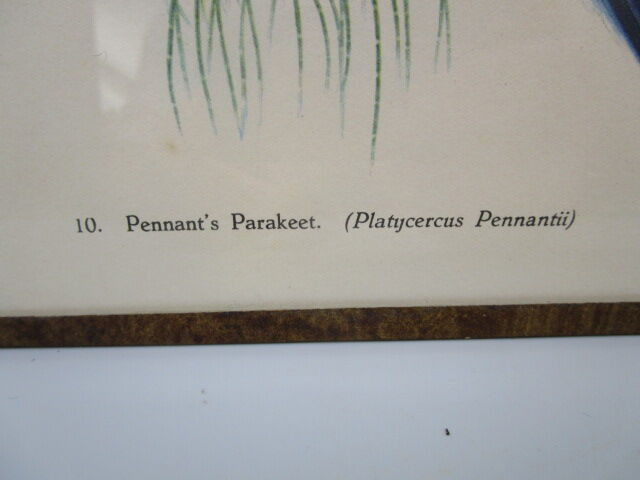 10. Pennant's Parakeet. (Platycercus Pennantii)